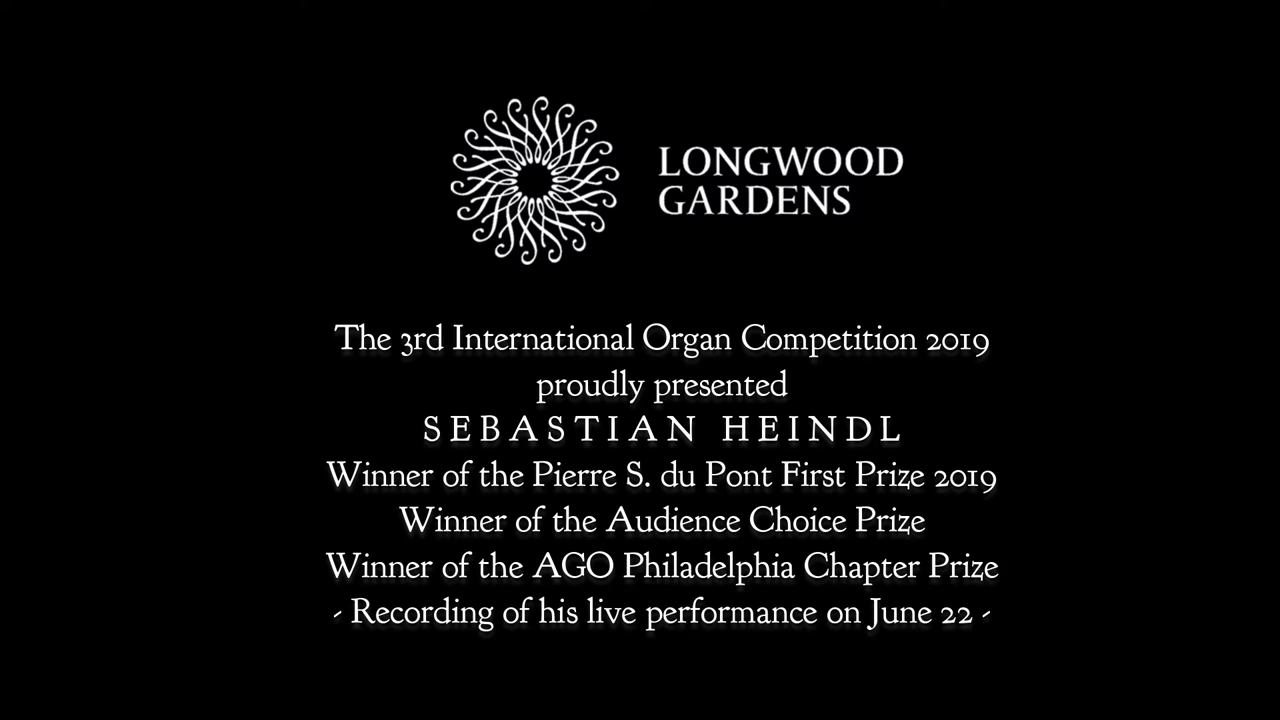 LONGWOOD
GARDENS
The 3rd International Organ Competition 2019
proudly presented
SEBASTIAN HEINDL
Winner of the Pierre S. du Pont First Prize 2019
Winner of the Audience Choice Prize
Winner of the AGO Philadelphia Chapter Prize
- Recording of his live performance on June 22 -